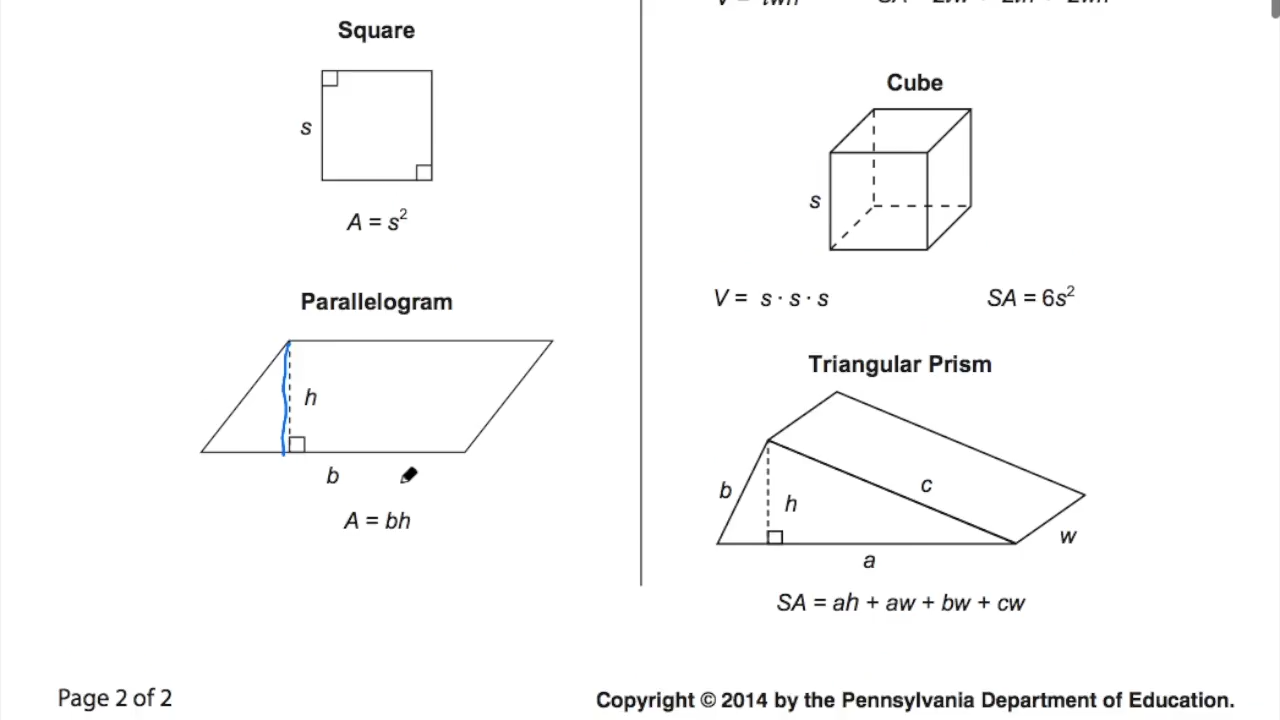 Square
s
A = s²
Parallelogram
h
b
A = bh
Cube
s
V = s · s · s
SA = 6s²
Triangular Prism
b
h
c
w
a
SA = ah + aw + bw + cw
Page 2 of 2
Copyright © 2014 by the Pennsylvania Department of Education.